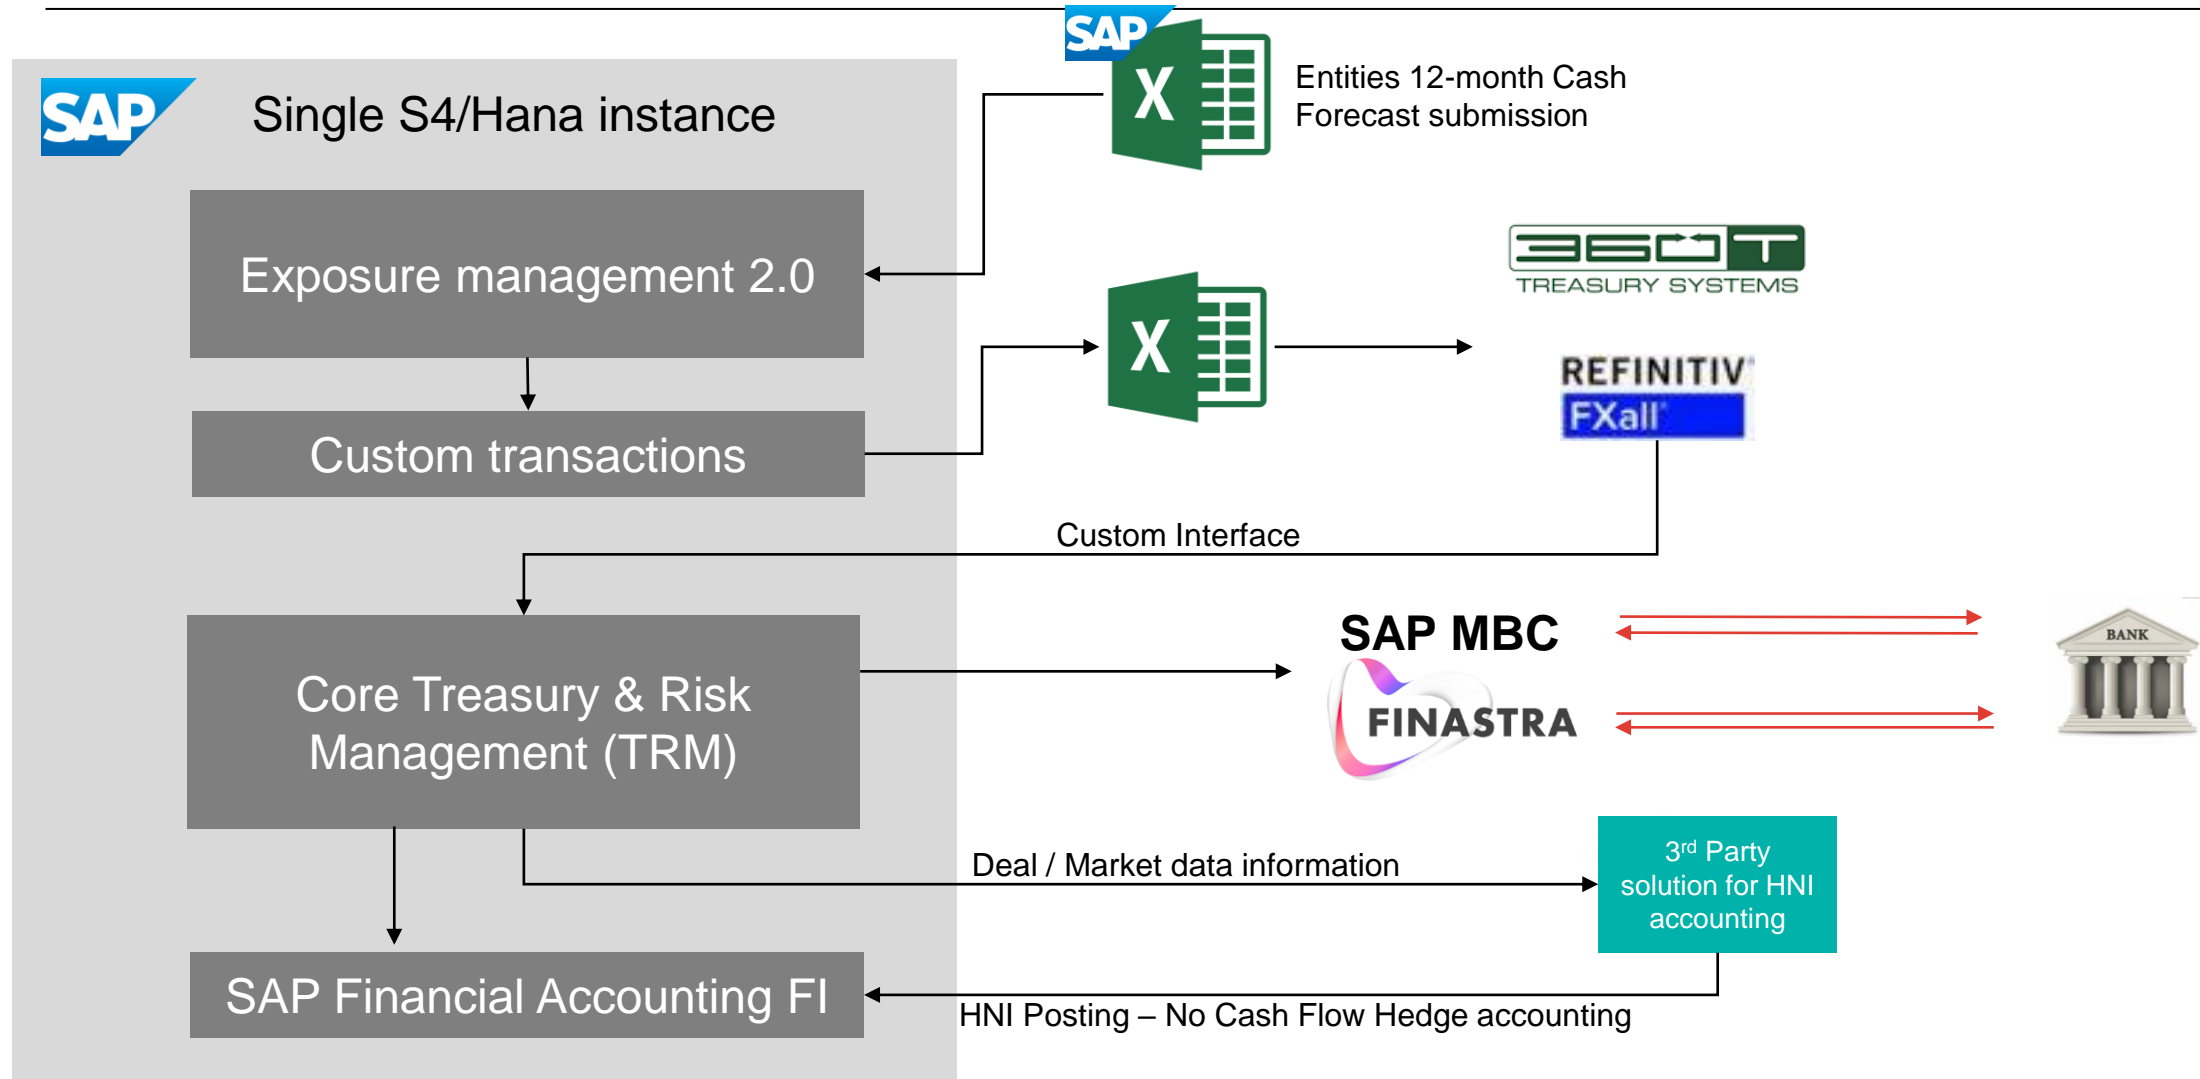 SAP
Entities 12-month Cash
Forecast submission
SAP
Single S4/Hana instance
X
Exposure management 2.0
360T
TREASURY SYSTEMS
X
REFINITIV
FXall
Custom transactions
Custom Interface
SAP MBC
BANK
FINASTRA
Core Treasury & Risk
Management (TRM)
Deal / Market data information
3rd Party
solution for HNI
accounting
SAP Financial Accounting FI
HNI Posting – No Cash Flow Hedge accounting